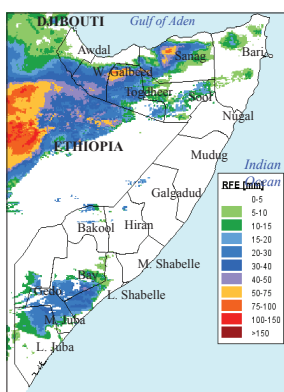 DJIBOUTI
Gulf of Aden
Awdal
Sanag
Bari
W. Galbeed
Togdheer
Sool
Nugal
ETHIOPIA
Mudug
Indian
Ocean
Galgadud
Hiran
Bakool
Bay
M. Shabelle
Gedo
L. Shabelle
M. Juba
L. Juba
RFE [mm]
0-5
5-10
10-15
15-20
20-30
30-40
40-50
50-75
75-100
100-150
>150